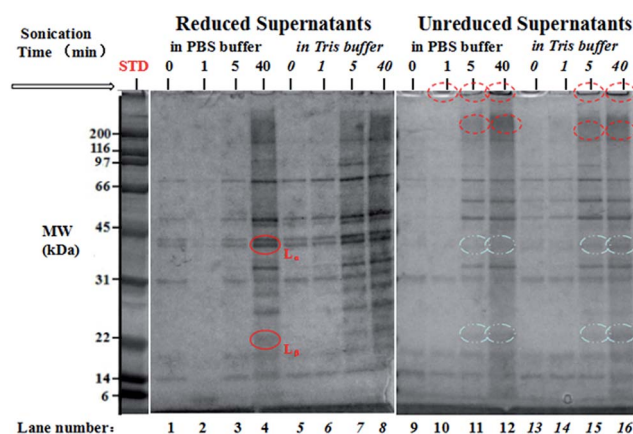 Reduced Supernatants Unreduced Supernatants
Sonication
Time (min) in PBS buffer in Tris buffer in PBS buffer in Tris buffer
STD 0 1 5 40 0 1 5 40 0 1 5 40 0 1 5 40
200
116
97
66
MW
(kDa)
45
31
22
14
6
Lα
Lβ
Lane number: 1 2 3 4 5 6 7 8 9 10 11 12 13 14 15 16